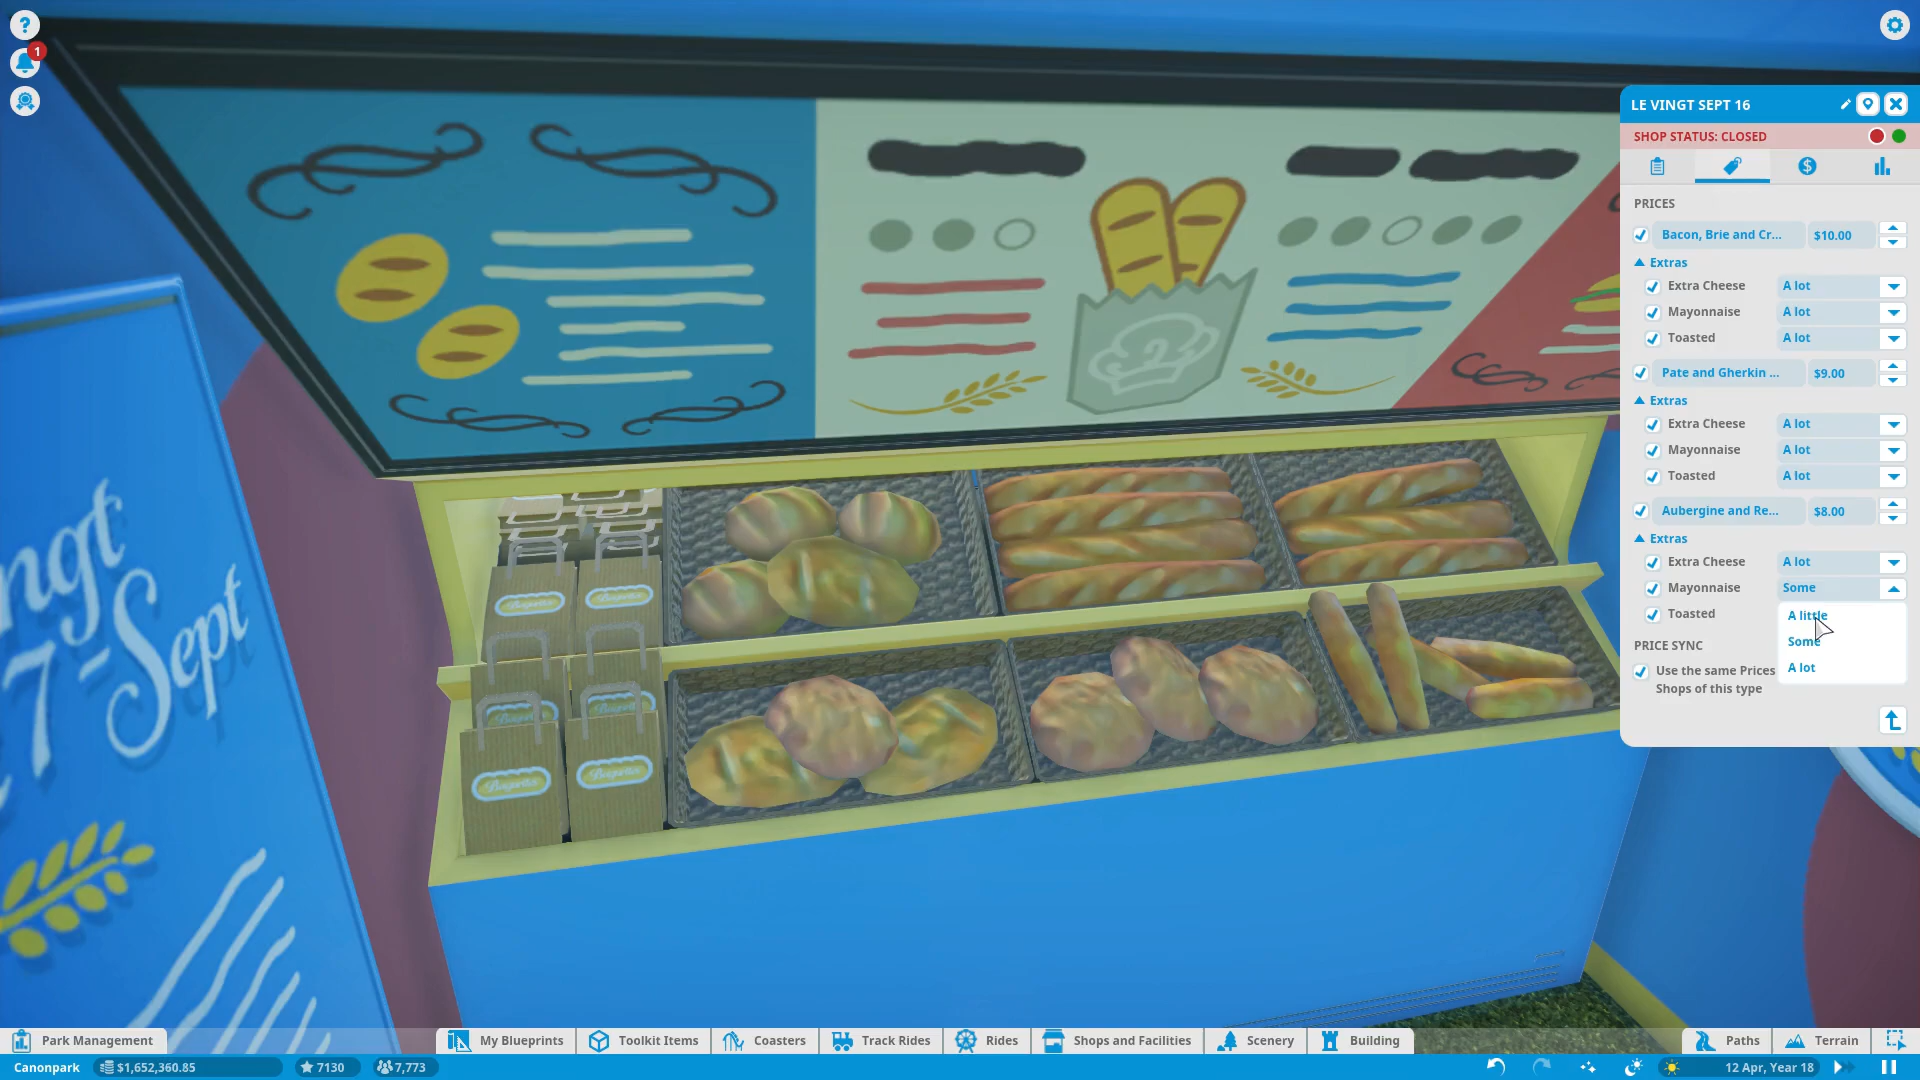 ?
1
LE VINGT SEPT 16
SHOP STATUS: CLOSED
PRICES
Bacon, Brie and Cr... $10.00
Extras
Extra Cheese A lot
Mayonnaise A lot
Toasted A lot
Pate and Gherkin ... $9.00
Extras
Extra Cheese A lot
Mayonnaise A lot
Toasted A lot
Aubergine and Re... $8.00
Extras
Extra Cheese A lot
Mayonnaise Some
Toasted
A little
Some
A lot
PRICE SYNC
Use the same Prices
Shops of this type
ngt
7-Sept
Park Management
My Blueprints
Toolkit Items
Coasters
Track Rides
Rides
Shops and Facilities
Scenery
Building
Paths
Terrain
Canonpark
$1,652,360.85
7130
7,773
12 Apr, Year 18